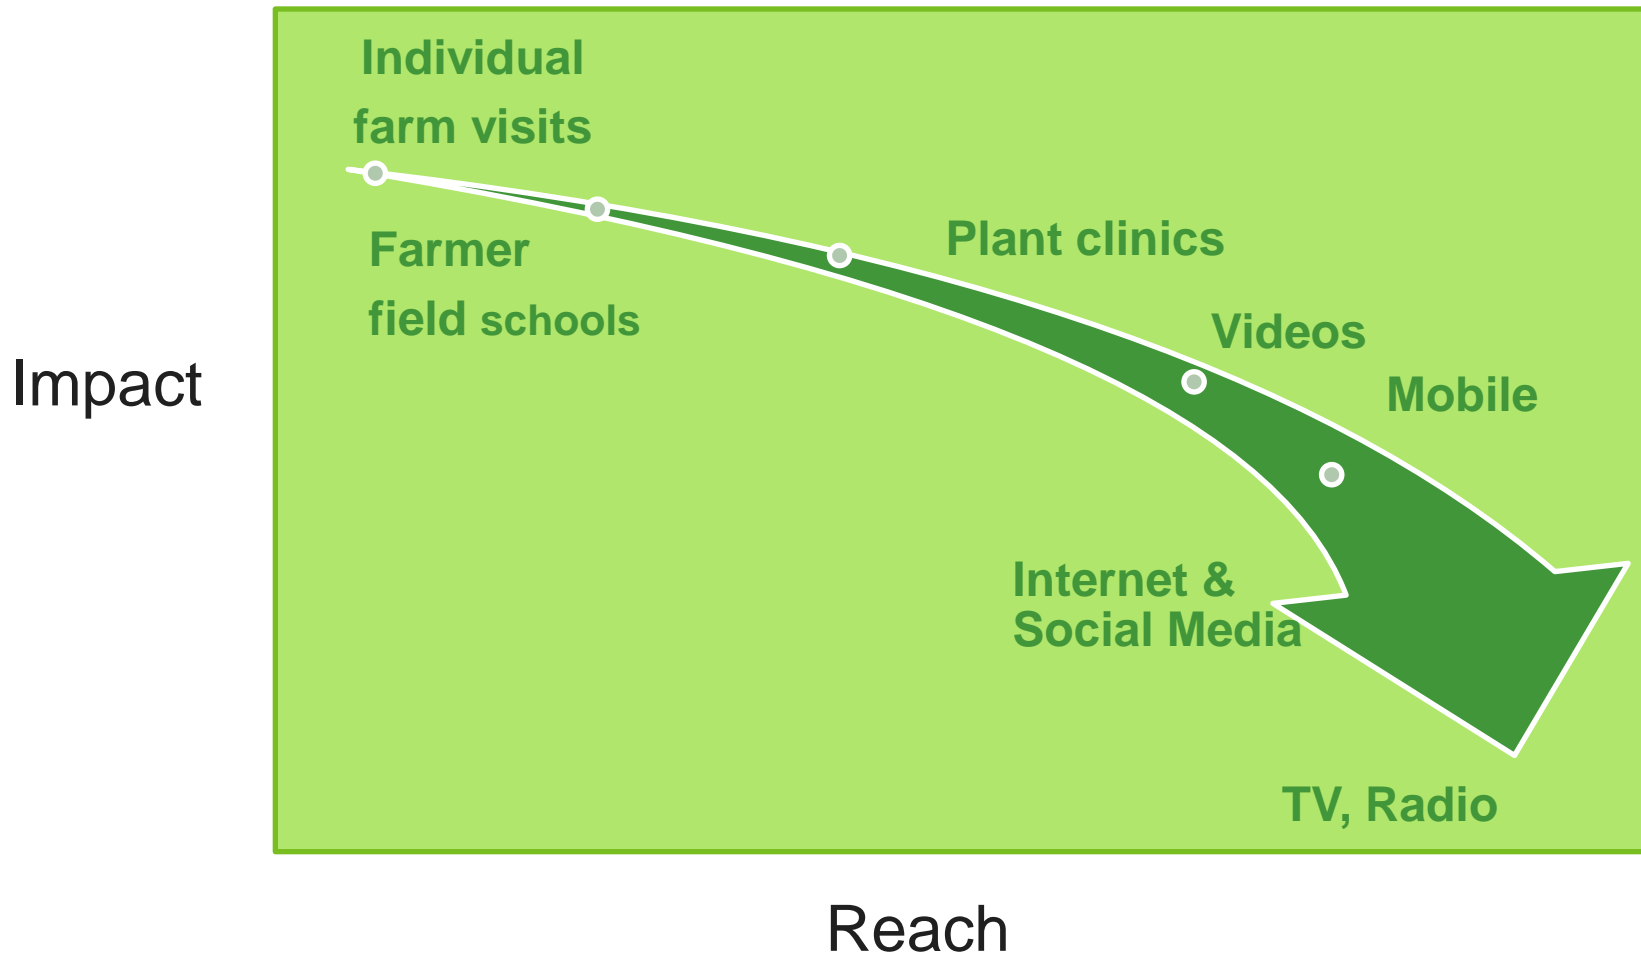 Individual
farm visits
Farmer
field schools
Plant clinics
Videos
Mobile
Impact
Internet &
Social Media
TV, Radio
Reach